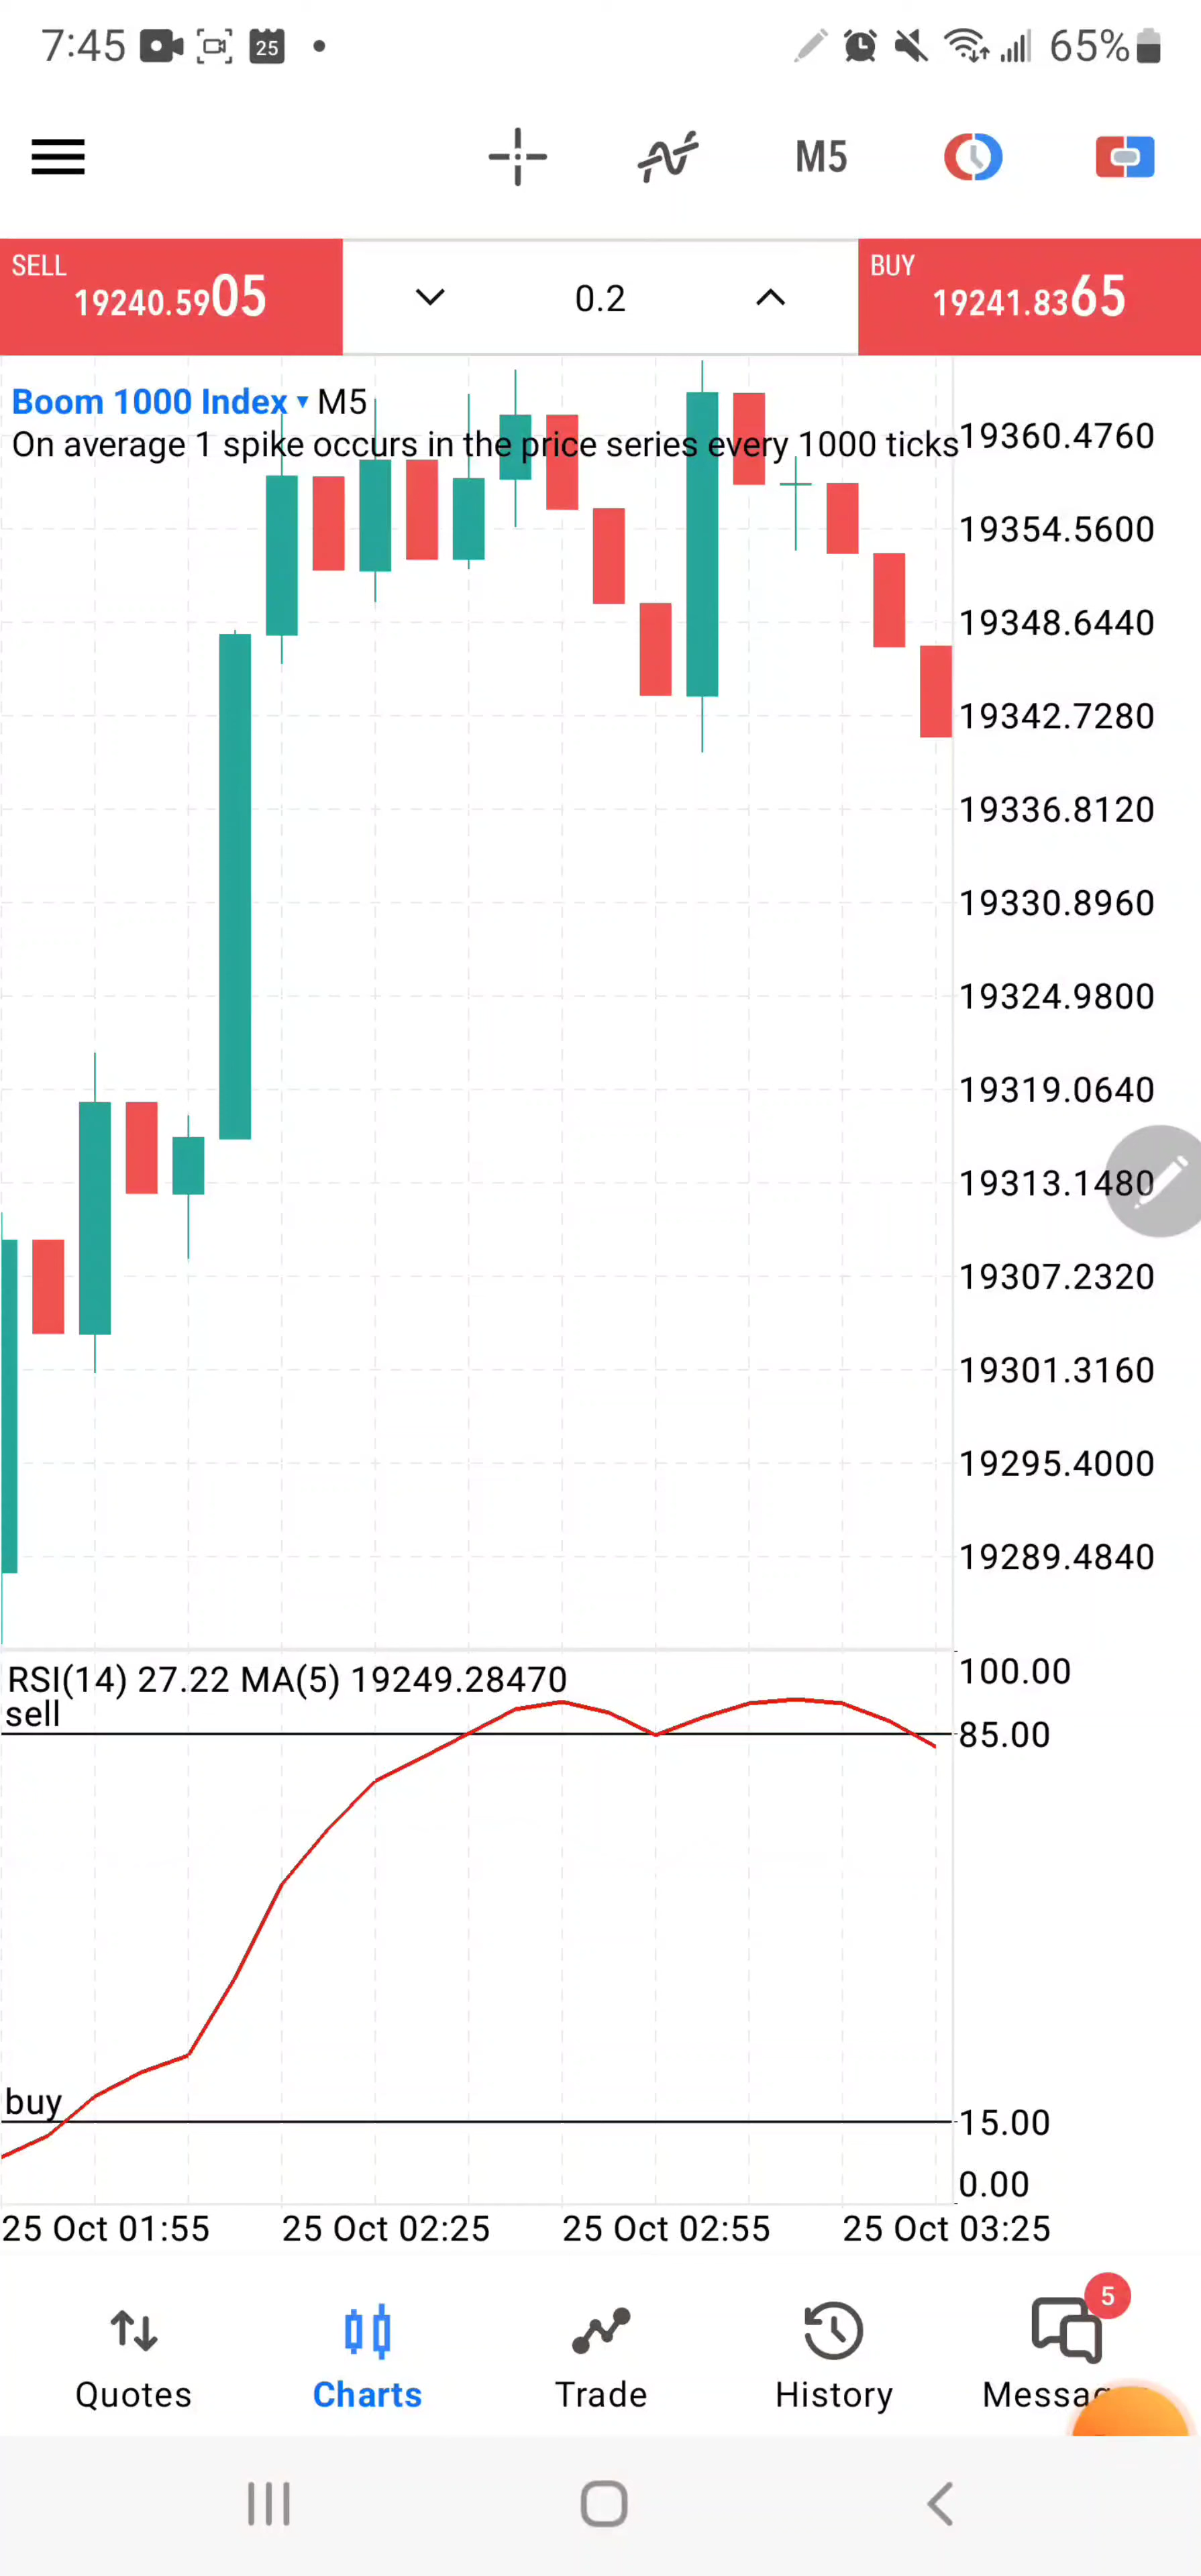 7:45 25 65%
M5
SELL 19240.5905
0.2
BUY 19241.8365
Boom 1000 Index ▾ M5
On average 1 spike occurs in the price series every 1000 ticks
19360.4760
19354.5600
19348.6440
19342.7280
19336.8120
19330.8960
19324.9800
19319.0640
19313.1480
19307.2320
19301.3160
19295.4000
19289.4840
RSI(14) 27.22 MA(5) 19249.28470
100.00
sell
85.00
buy
15.00
0.00
25 Oct 01:55 25 Oct 02:25 25 Oct 02:55 25 Oct 03:25
5
Quotes Charts Trade History